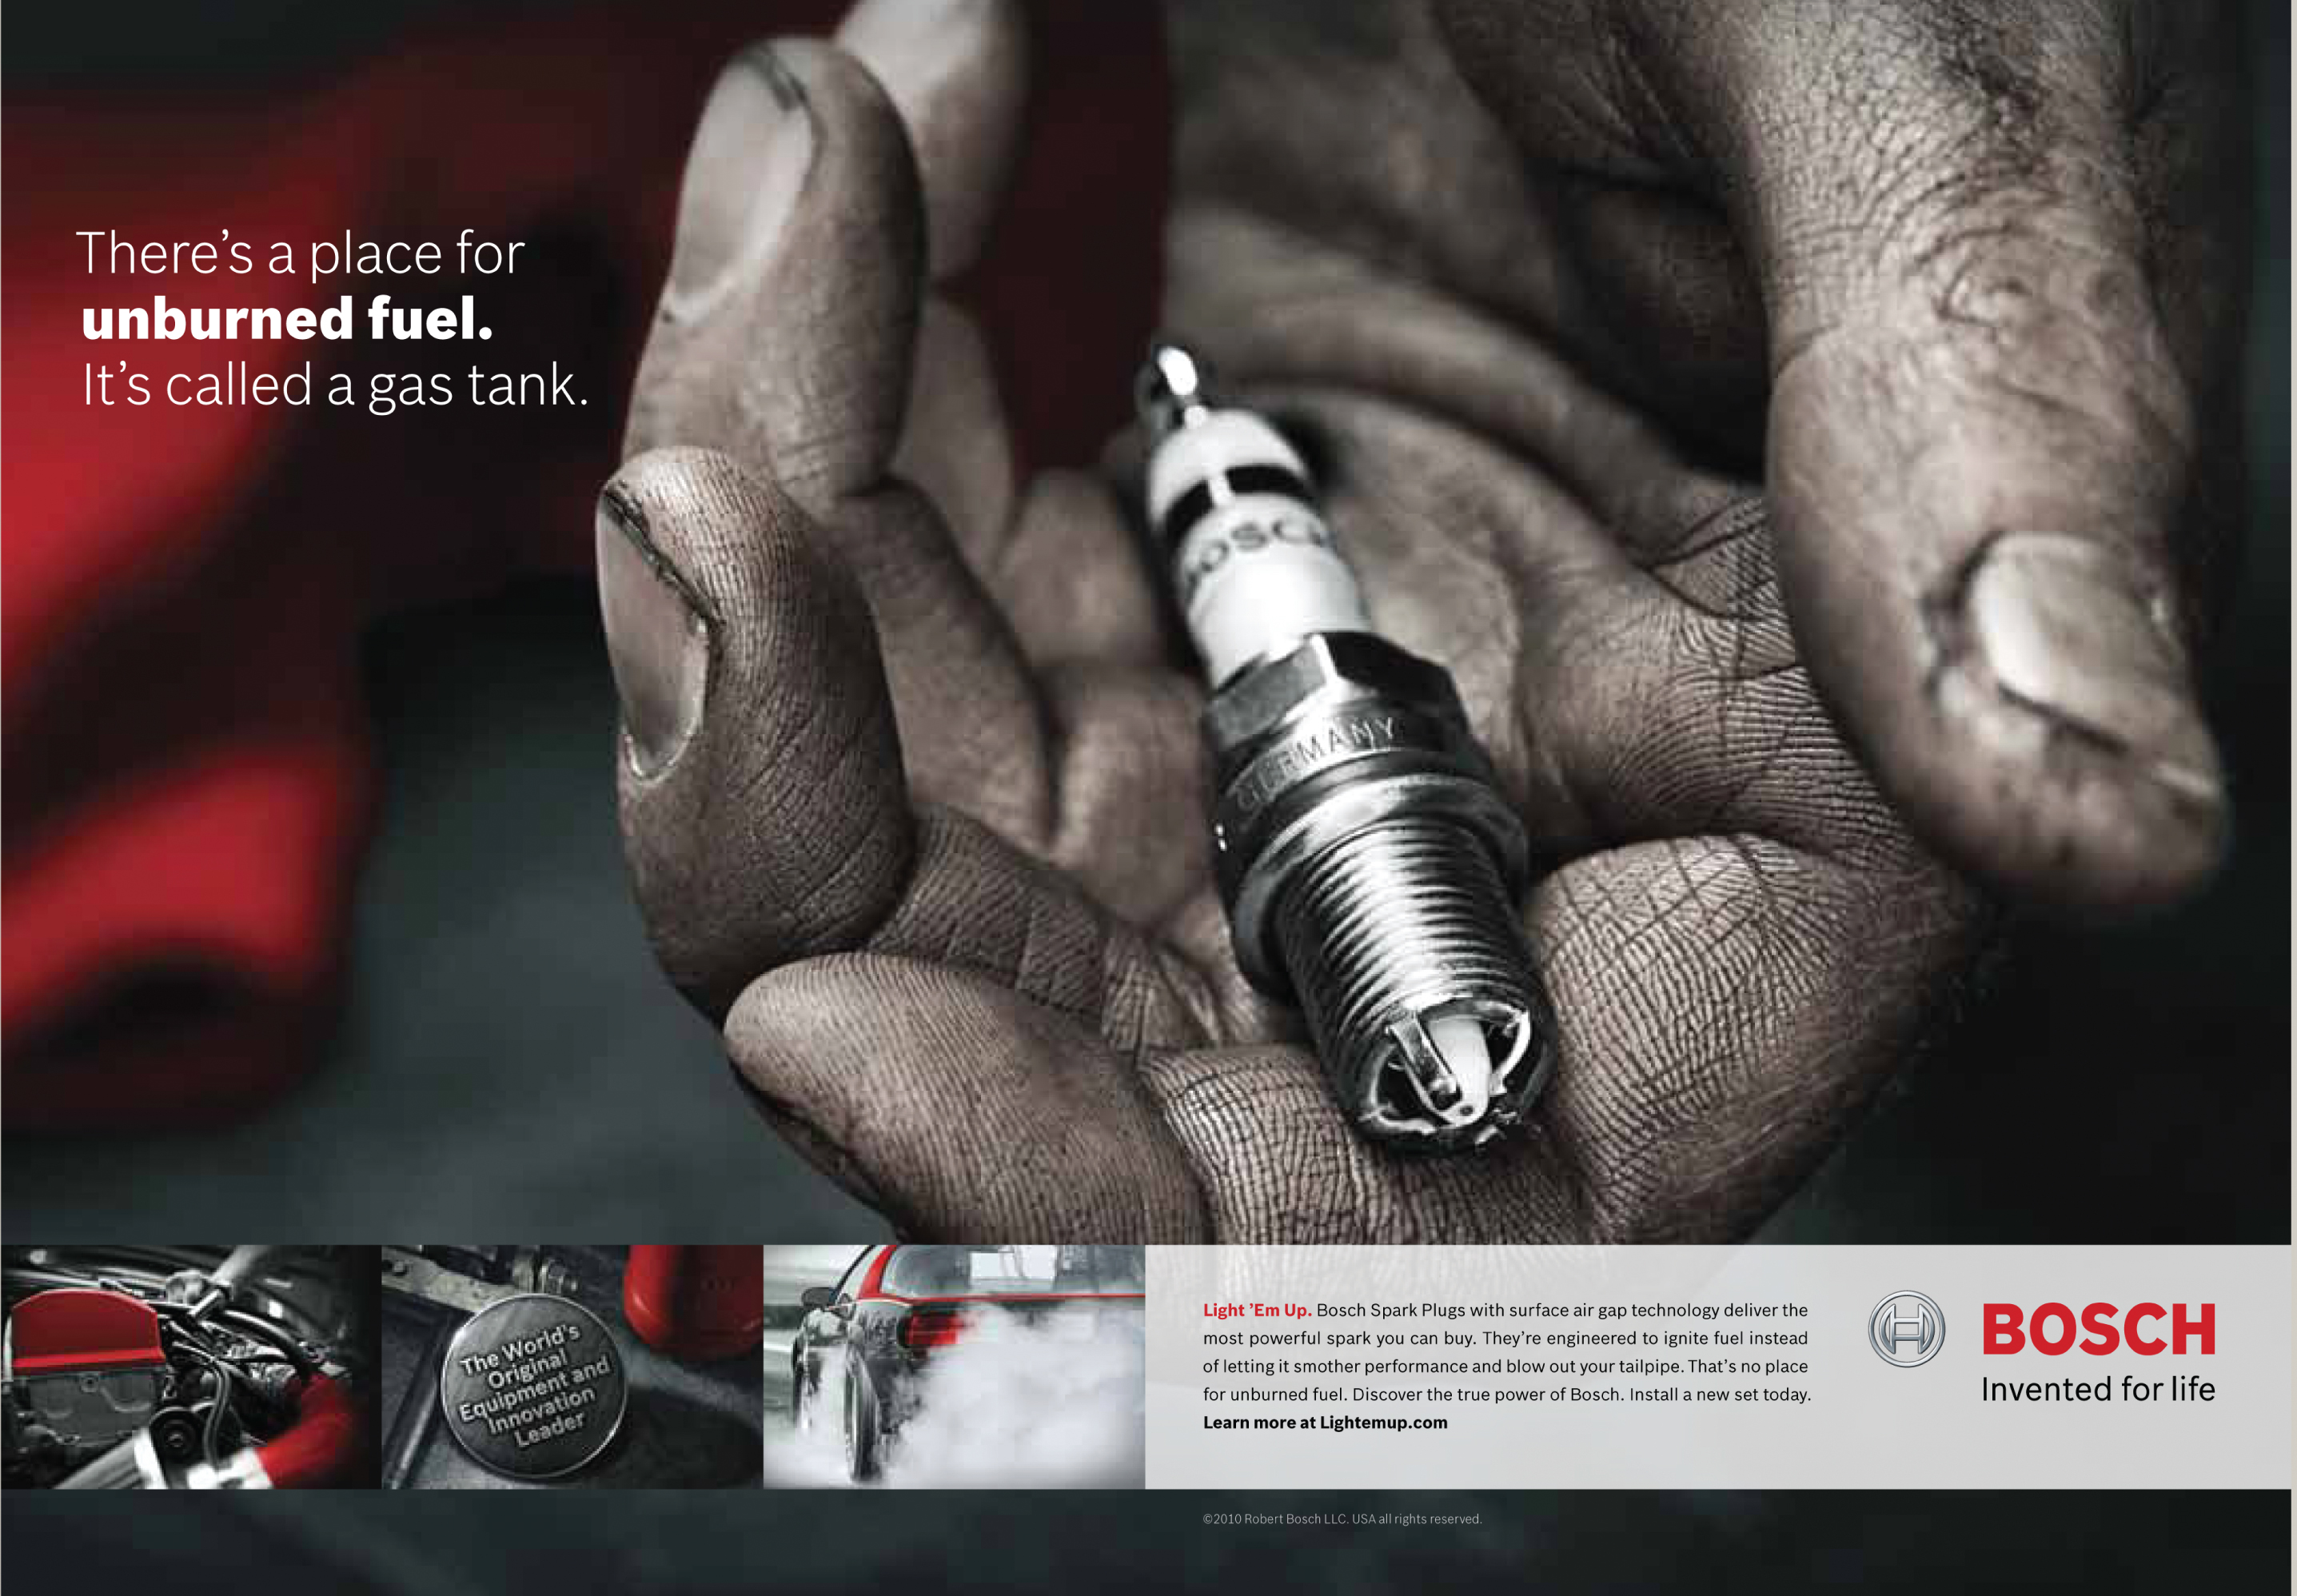 There’s a place for
unburned fuel.
It’s called a gas tank.
BOSCH
GERMANY
The World's
Original
Equipment and
Innovation
Leader
Light ’Em Up. Bosch Spark Plugs with surface air gap technology deliver the
most powerful spark you can buy. They’re engineered to ignite fuel instead
of letting it smother performance and blow out your tailpipe. That’s no place
for unburned fuel. Discover the true power of Bosch. Install a new set today.
Learn more at Lightemup.com
BOSCH
Invented for life
©2010 Robert Bosch LLC. USA all rights reserved.